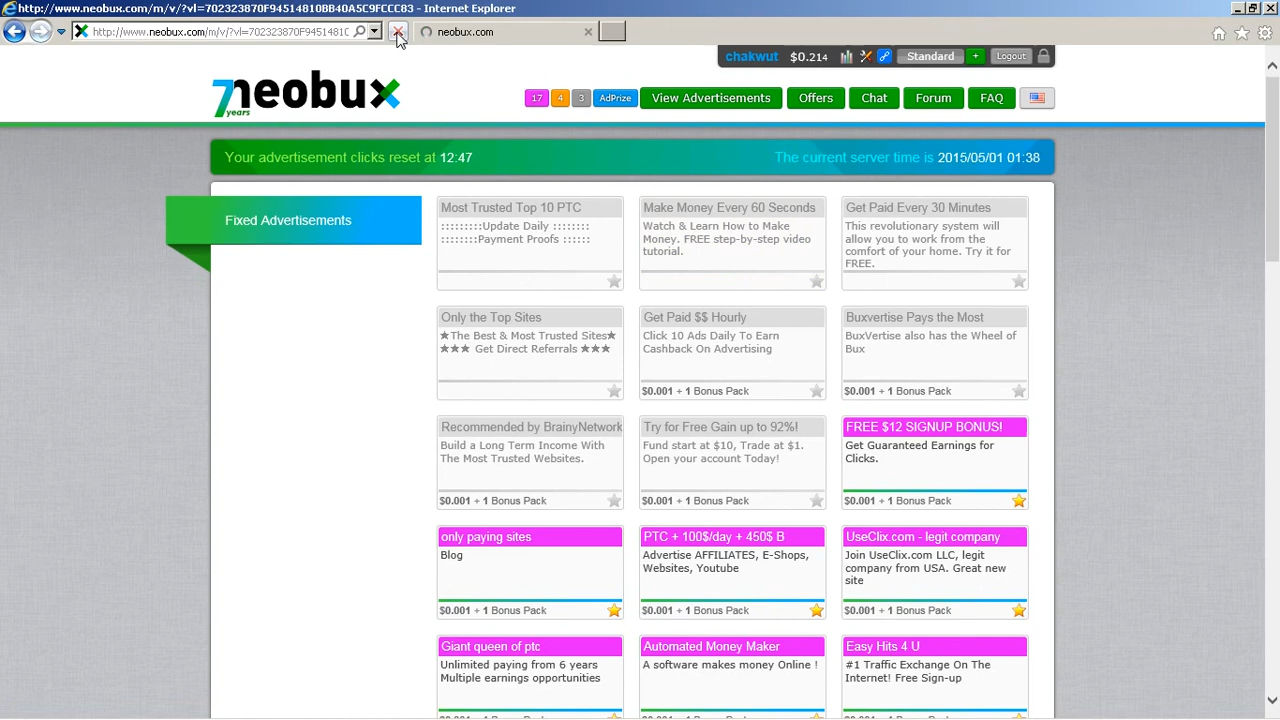 http://www.neobux.com/m/v/?vl=702323870F94514810BB40A5C9FCCC83 - Internet Explorer
http://www.neobux.com/m/v/?vl=702323870F9451481C
neobux.com
chakwut $0.214 Standard + Logout
7 years neobux
17 4 3 AdPrize View Advertisements Offers Chat Forum FAQ
Your advertisement clicks reset at 12:47
The current server time is 2015/05/01 01:38
Fixed Advertisements
Most Trusted Top 10 PTC
:::::::::Update Daily ::::::::
::::::::Payment Proofs ::::::
Make Money Every 60 Seconds
Watch & Learn How to Make
Money. FREE step-by-step video
tutorial.
Get Paid Every 30 Minutes
This revolutionary system will
allow you to work from the
comfort of your home. Try it for
FREE.
Only the Top Sites
★The Best & Most Trusted Sites★
★★★ Get Direct Referrals ★★★
Get Paid $$ Hourly
Click 10 Ads Daily To Earn
Cashback On Advertising
$0.001 + 1 Bonus Pack
Buxvertise Pays the Most
BuxVertise also has the Wheel of
Bux
$0.001 + 1 Bonus Pack
Recommended by BrainyNetwork
Build a Long Term Income With
The Most Trusted Websites.
$0.001 + 1 Bonus Pack
Try for Free Gain up to 92%!
Fund start at $10, Trade at $1.
Open your account Today!
$0.001 + 1 Bonus Pack
FREE $12 SIGNUP BONUS!
Get Guaranteed Earnings for
Clicks.
$0.001 + 1 Bonus Pack
only paying sites
Blog
$0.001 + 1 Bonus Pack
PTC + 100$/day + 450$ B
Advertise AFFILIATES, E-Shops,
Websites, Youtube
$0.001 + 1 Bonus Pack
UseClix.com - legit company
Join UseClix.com LLC, legit
company from USA. Great new
site
$0.001 + 1 Bonus Pack
Giant queen of ptc
Unlimited paying from 6 years
Multiple earnings opportunities
Automated Money Maker
A software makes money Online !
Easy Hits 4 U
#1 Traffic Exchange On The
Internet! Free Sign-up